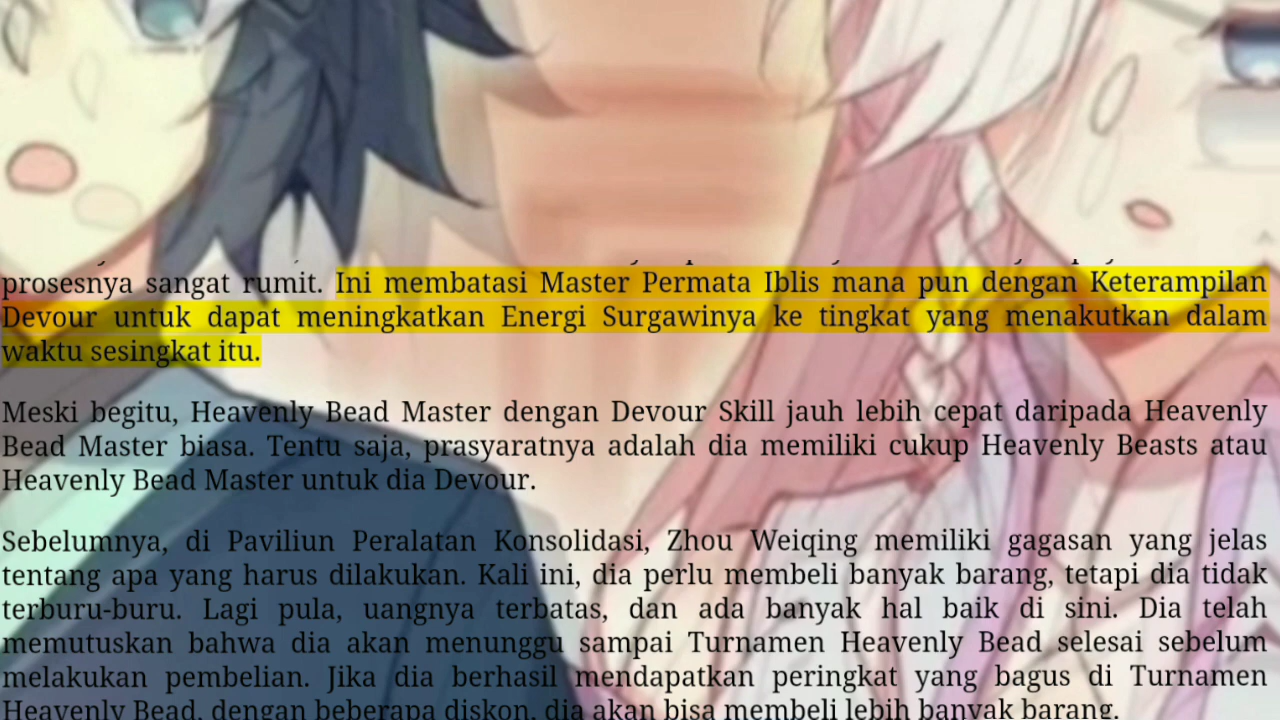 prosesnya sangat rumit. Ini membatasi Master Permata Iblis mana pun dengan Keterampilan
Devour untuk dapat meningkatkan Energi Surgawinya ke tingkat yang menakutkan dalam
waktu sesingkat itu.
Meski begitu, Heavenly Bead Master dengan Devour Skill jauh lebih cepat daripada Heavenly
Bead Master biasa. Tentu saja, prasyaratnya adalah dia memiliki cukup Heavenly Beasts atau
Heavenly Bead Master untuk dia Devour.
Sebelumnya, di Paviliun Peralatan Konsolidasi, Zhou Weiqing memiliki gagasan yang jelas
tentang apa yang harus dilakukan. Kali ini, dia perlu membeli banyak barang, tetapi dia tidak
terburu-buru. Lagi pula, uangnya terbatas, dan ada banyak hal baik di sini. Dia telah
memutuskan bahwa dia akan menunggu sampai Turnamen Heavenly Bead selesai sebelum
melakukan pembelian. Jika dia berhasil mendapatkan peringkat yang bagus di Turnamen
Heavenly Bead, dengan beberapa diskon, dia akan bisa membeli lebih banyak barang.